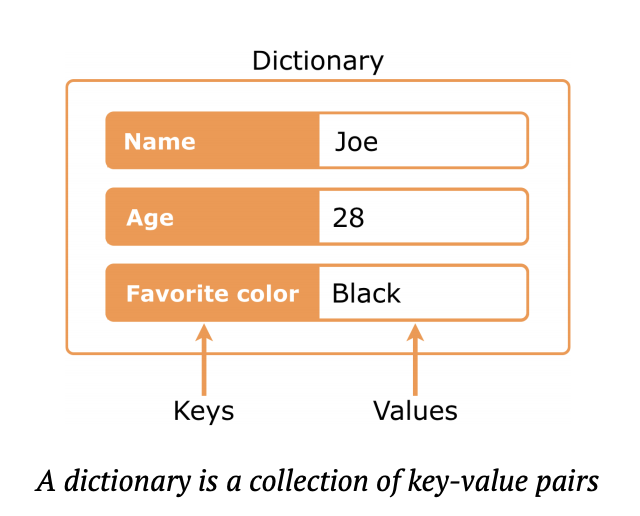 Dictionary
Name Joe
Age 28
Favorite color Black
Keys Values
A dictionary is a collection of key-value pairs